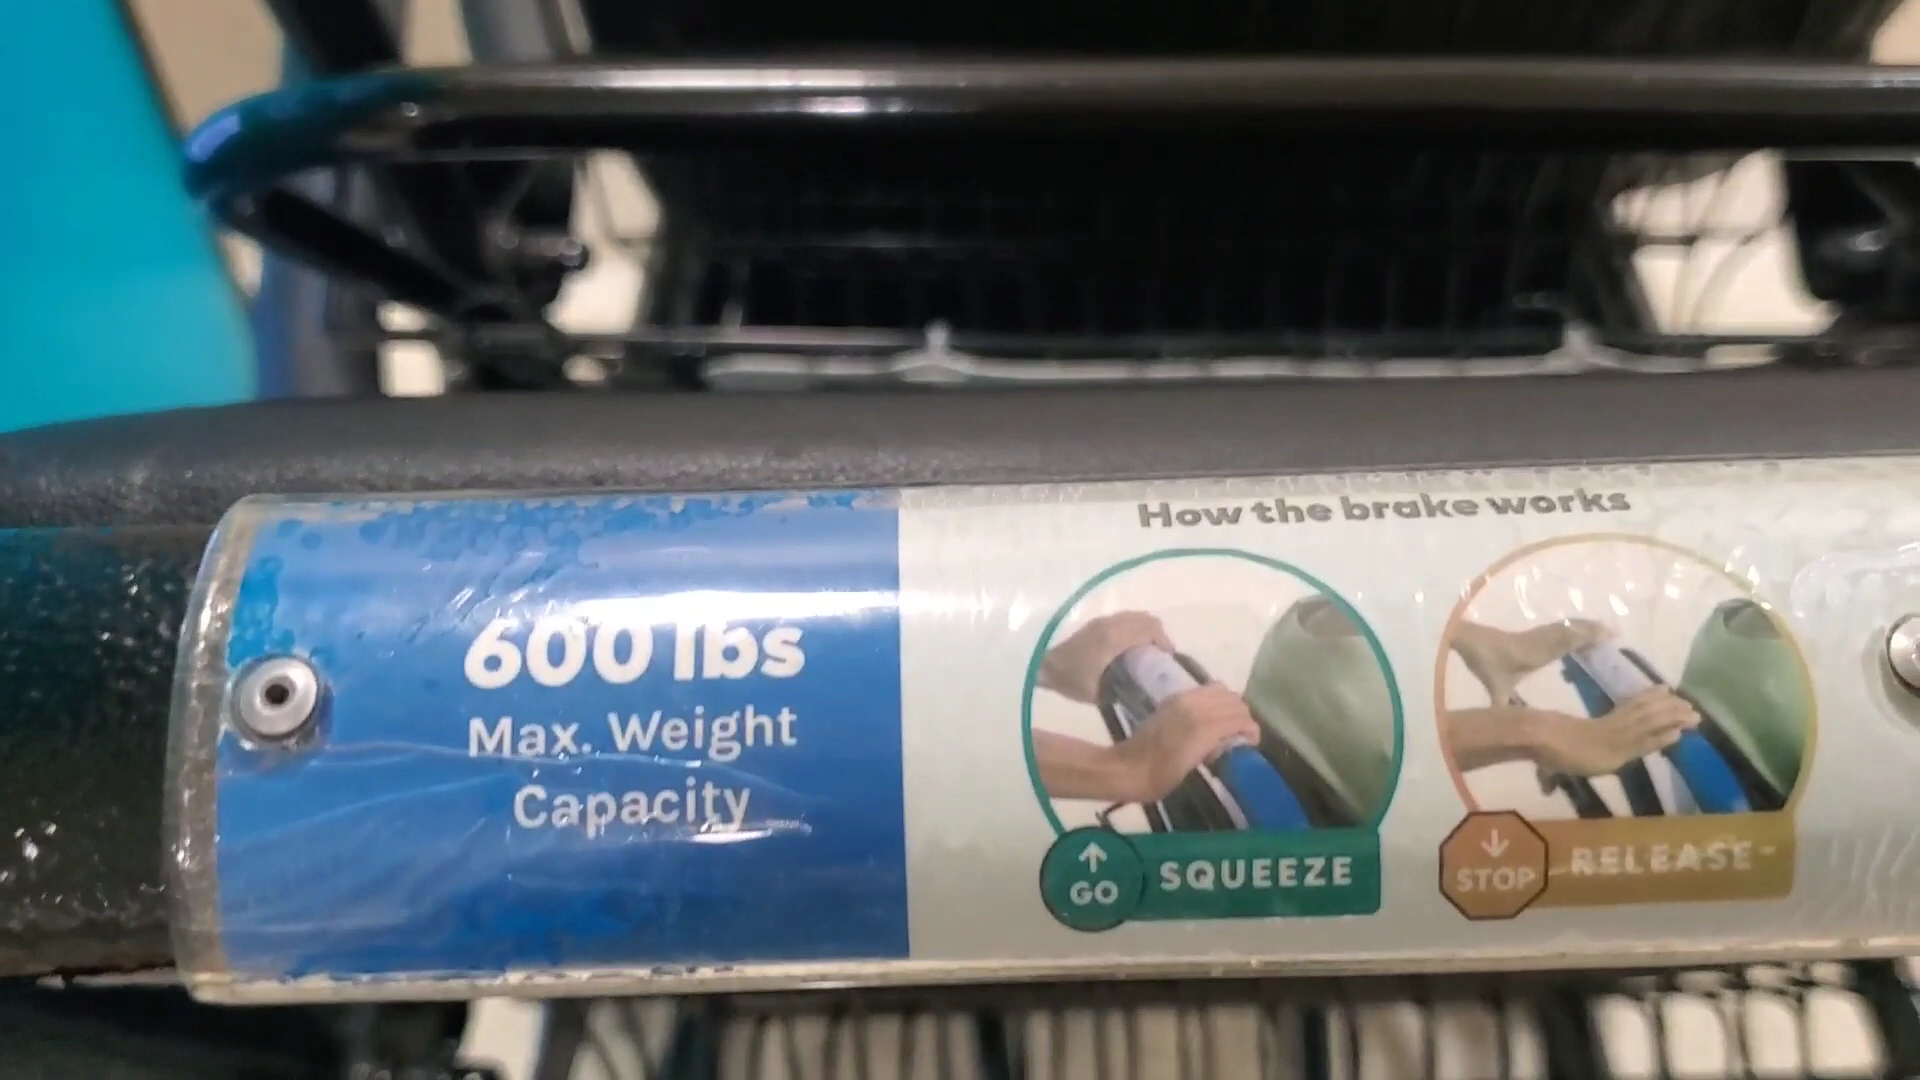 How the brake works
600 lbs
Max. Weight
Capacity
GO
SQUEEZE
STOP
RELEASE